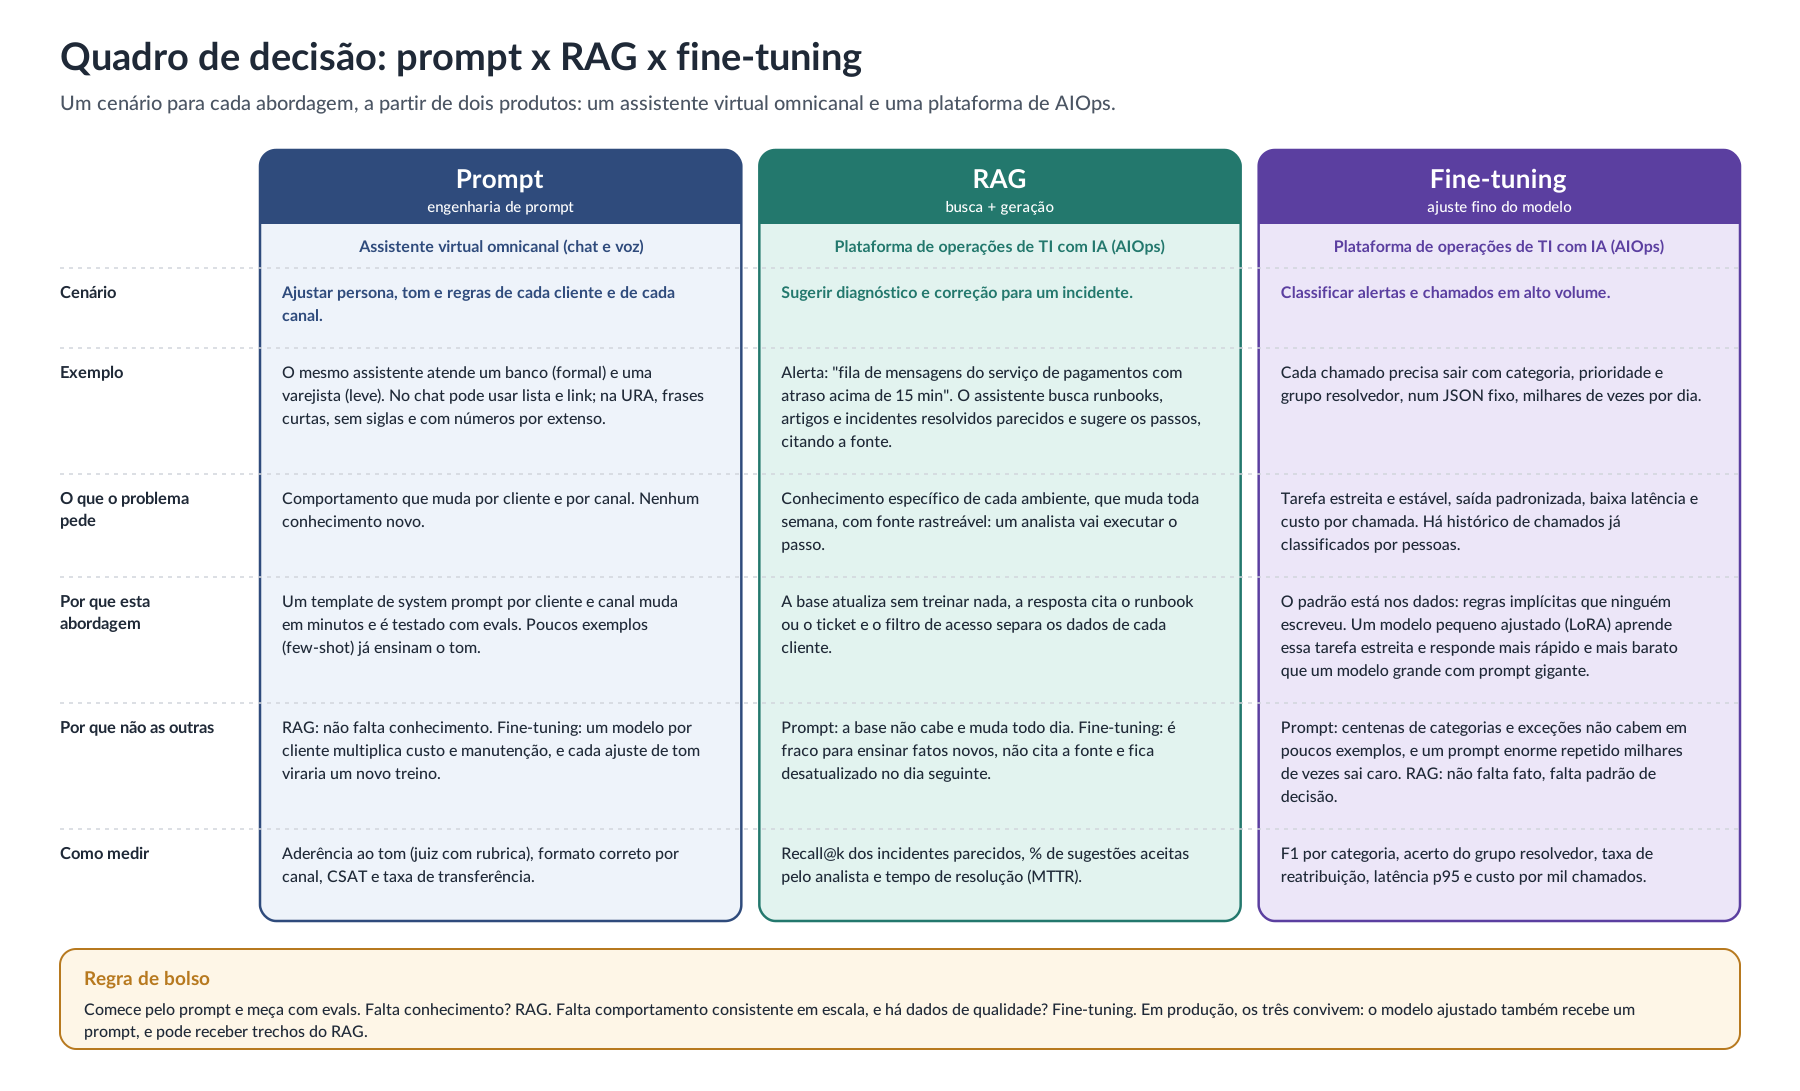 Quadro de decisão: prompt x RAG x fine-tuning
Um cenário para cada abordagem, a partir de dois produtos: um assistente virtual omnicanal e uma plataforma de AIOps.
Prompt
engenharia de prompt
RAG
busca + geração
Fine-tuning
ajuste fino do modelo
Assistente virtual omnicanal (chat e voz)
Plataforma de operações de TI com IA (AIOps)
Plataforma de operações de TI com IA (AIOps)
Cenário
Ajustar persona, tom e regras de cada cliente e de cada
canal.
Sugerir diagnóstico e correção para um incidente.
Classificar alertas e chamados em alto volume.
Exemplo
O mesmo assistente atende um banco (formal) e uma
varejista (leve). No chat pode usar lista e link; na URA, frases
curtas, sem siglas e com números por extenso.
Alerta: "fila de mensagens do serviço de pagamentos com
atraso acima de 15 min". O assistente busca runbooks,
artigos e incidentes resolvidos parecidos e sugere os passos,
citando a fonte.
Cada chamado precisa sair com categoria, prioridade e
grupo resolvedor, num JSON fixo, milhares de vezes por dia.
O que o problema
pede
Comportamento que muda por cliente e por canal. Nenhum
conhecimento novo.
Conhecimento específico de cada ambiente, que muda toda
semana, com fonte rastreável: um analista vai executar o
passo.
Tarefa estreita e estável, saída padronizada, baixa latência e
custo por chamada. Há histórico de chamados já
classificados por pessoas.
Por que esta
abordagem
Um template de system prompt por cliente e canal muda
em minutos e é testado com evals. Poucos exemplos
(few-shot) já ensinam o tom.
A base atualiza sem treinar nada, a resposta cita o runbook
ou o ticket e o filtro de acesso separa os dados de cada
cliente.
O padrão está nos dados: regras implícitas que ninguém
escreveu. Um modelo pequeno ajustado (LoRA) aprende
essa tarefa estreita e responde mais rápido e mais barato
que um modelo grande com prompt gigante.
Por que não as outras
RAG: não falta conhecimento. Fine-tuning: um modelo por
cliente multiplica custo e manutenção, e cada ajuste de tom
viraria um novo treino.
Prompt: a base não cabe e muda todo dia. Fine-tuning: é
fraco para ensinar fatos novos, não cita a fonte e fica
desatualizado no dia seguinte.
Prompt: centenas de categorias e exceções não cabem em
poucos exemplos, e um prompt enorme repetido milhares
de vezes sai caro. RAG: não falta fato, falta padrão de
decisão.
Como medir
Aderência ao tom (juiz com rubrica), formato correto por
canal, CSAT e taxa de transferência.
Recall@k dos incidentes parecidos, % de sugestões aceitas
pelo analista e tempo de resolução (MTTR).
F1 por categoria, acerto do grupo resolvedor, taxa de
reatribuição, latência p95 e custo por mil chamados.
Regra de bolso
Comece pelo prompt e meça com evals. Falta conhecimento? RAG. Falta comportamento consistente em escala, e há dados de qualidade? Fine-tuning. Em produção, os três convivem: o modelo ajustado também recebe um
prompt, e pode receber trechos do RAG.